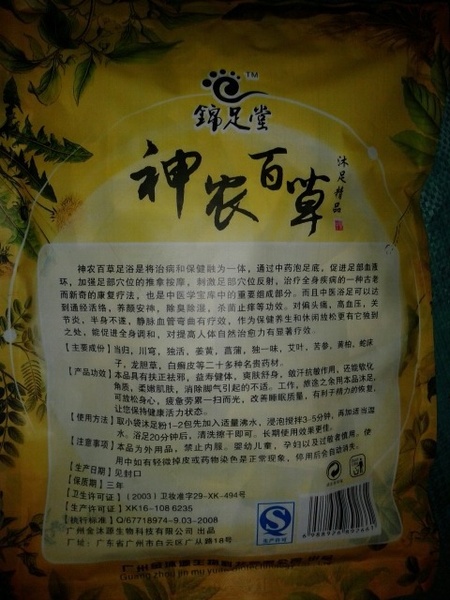 TM
錦足堂
神农百草
沐足精品
神农百草足浴是将治病和保健融为一体，通过中药泡足底，促进足部血液循
环，加强足部穴位的推拿按摩，刺激足部穴位反射，治疗全身疾病的一种古老
而新奇的康复疗法，也是中医学宝库中的重要组成部分。而且中医浴足可以达
到通经活络，养颜安神，除臭除湿，杀菌止痒等功效。对偏头痛，高血压，关
节炎，半身不遂，静脉血管弯曲有疗效，作为保健养生和休闲放松更有它独到
之处，能促进全身调和，对提高人体自然治愈力有显著疗效。
【主要成份】当归，川穹，独活，姜黄，菖蒲，独一味，艾叶，苦参，黄柏，蛇床
子，龙胆草，白癣皮等二十多种名贵药材。
【产品功效】本品具有扶正祛邪，益寿健体，爽肤舒身，敛汗抗敏作用，还能软化
角质，柔嫩肌肤，消除脚气引起的不适。工作，旅途之余用本品沐足，
可放松身心，疲惫劳累一扫而光，改善睡眠质量，有利于精力的恢复，
让您保持健康活力状态。
【使用方法】取小袋沐足粉1-2包先加入适量沸水，浸泡搅拌3-5分钟，再加适当温
水。浴足20分钟后，清洗擦干即可。长期使用效果更佳。
【注意事项】本品为外用品，禁止内服。婴幼儿童、孕妇以及过敏者慎用。使
用中如有轻微掉皮或药物染色是正常现象，停用后会自动消失。
【生产日期】见封口
【保质期】三年
【卫生许可证】（2003）卫妆准字29-XK-494号
【生产许可证】XK16-108 6235
【执行标准】Q/67718974-9.03-2008
广州金沐源生物科技有限公司 出品
厂址：广东省广州市白云区广从路18号
QS
生产许可